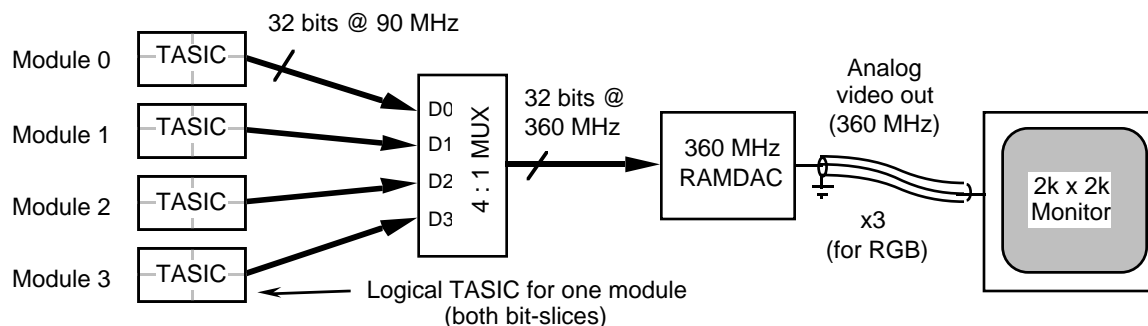 32 bits @ 90 MHz
Module 0
TASIC
Module 1
TASIC
Module 2
TASIC
Module 3
TASIC
D0
D1
D2
D3
4 : 1 MUX
32 bits @
360 MHz
360 MHz
RAMDAC
Analog
video out
(360 MHz)
x3
(for RGB)
2k x 2k
Monitor
Logical TASIC for one module
(both bit-slices)